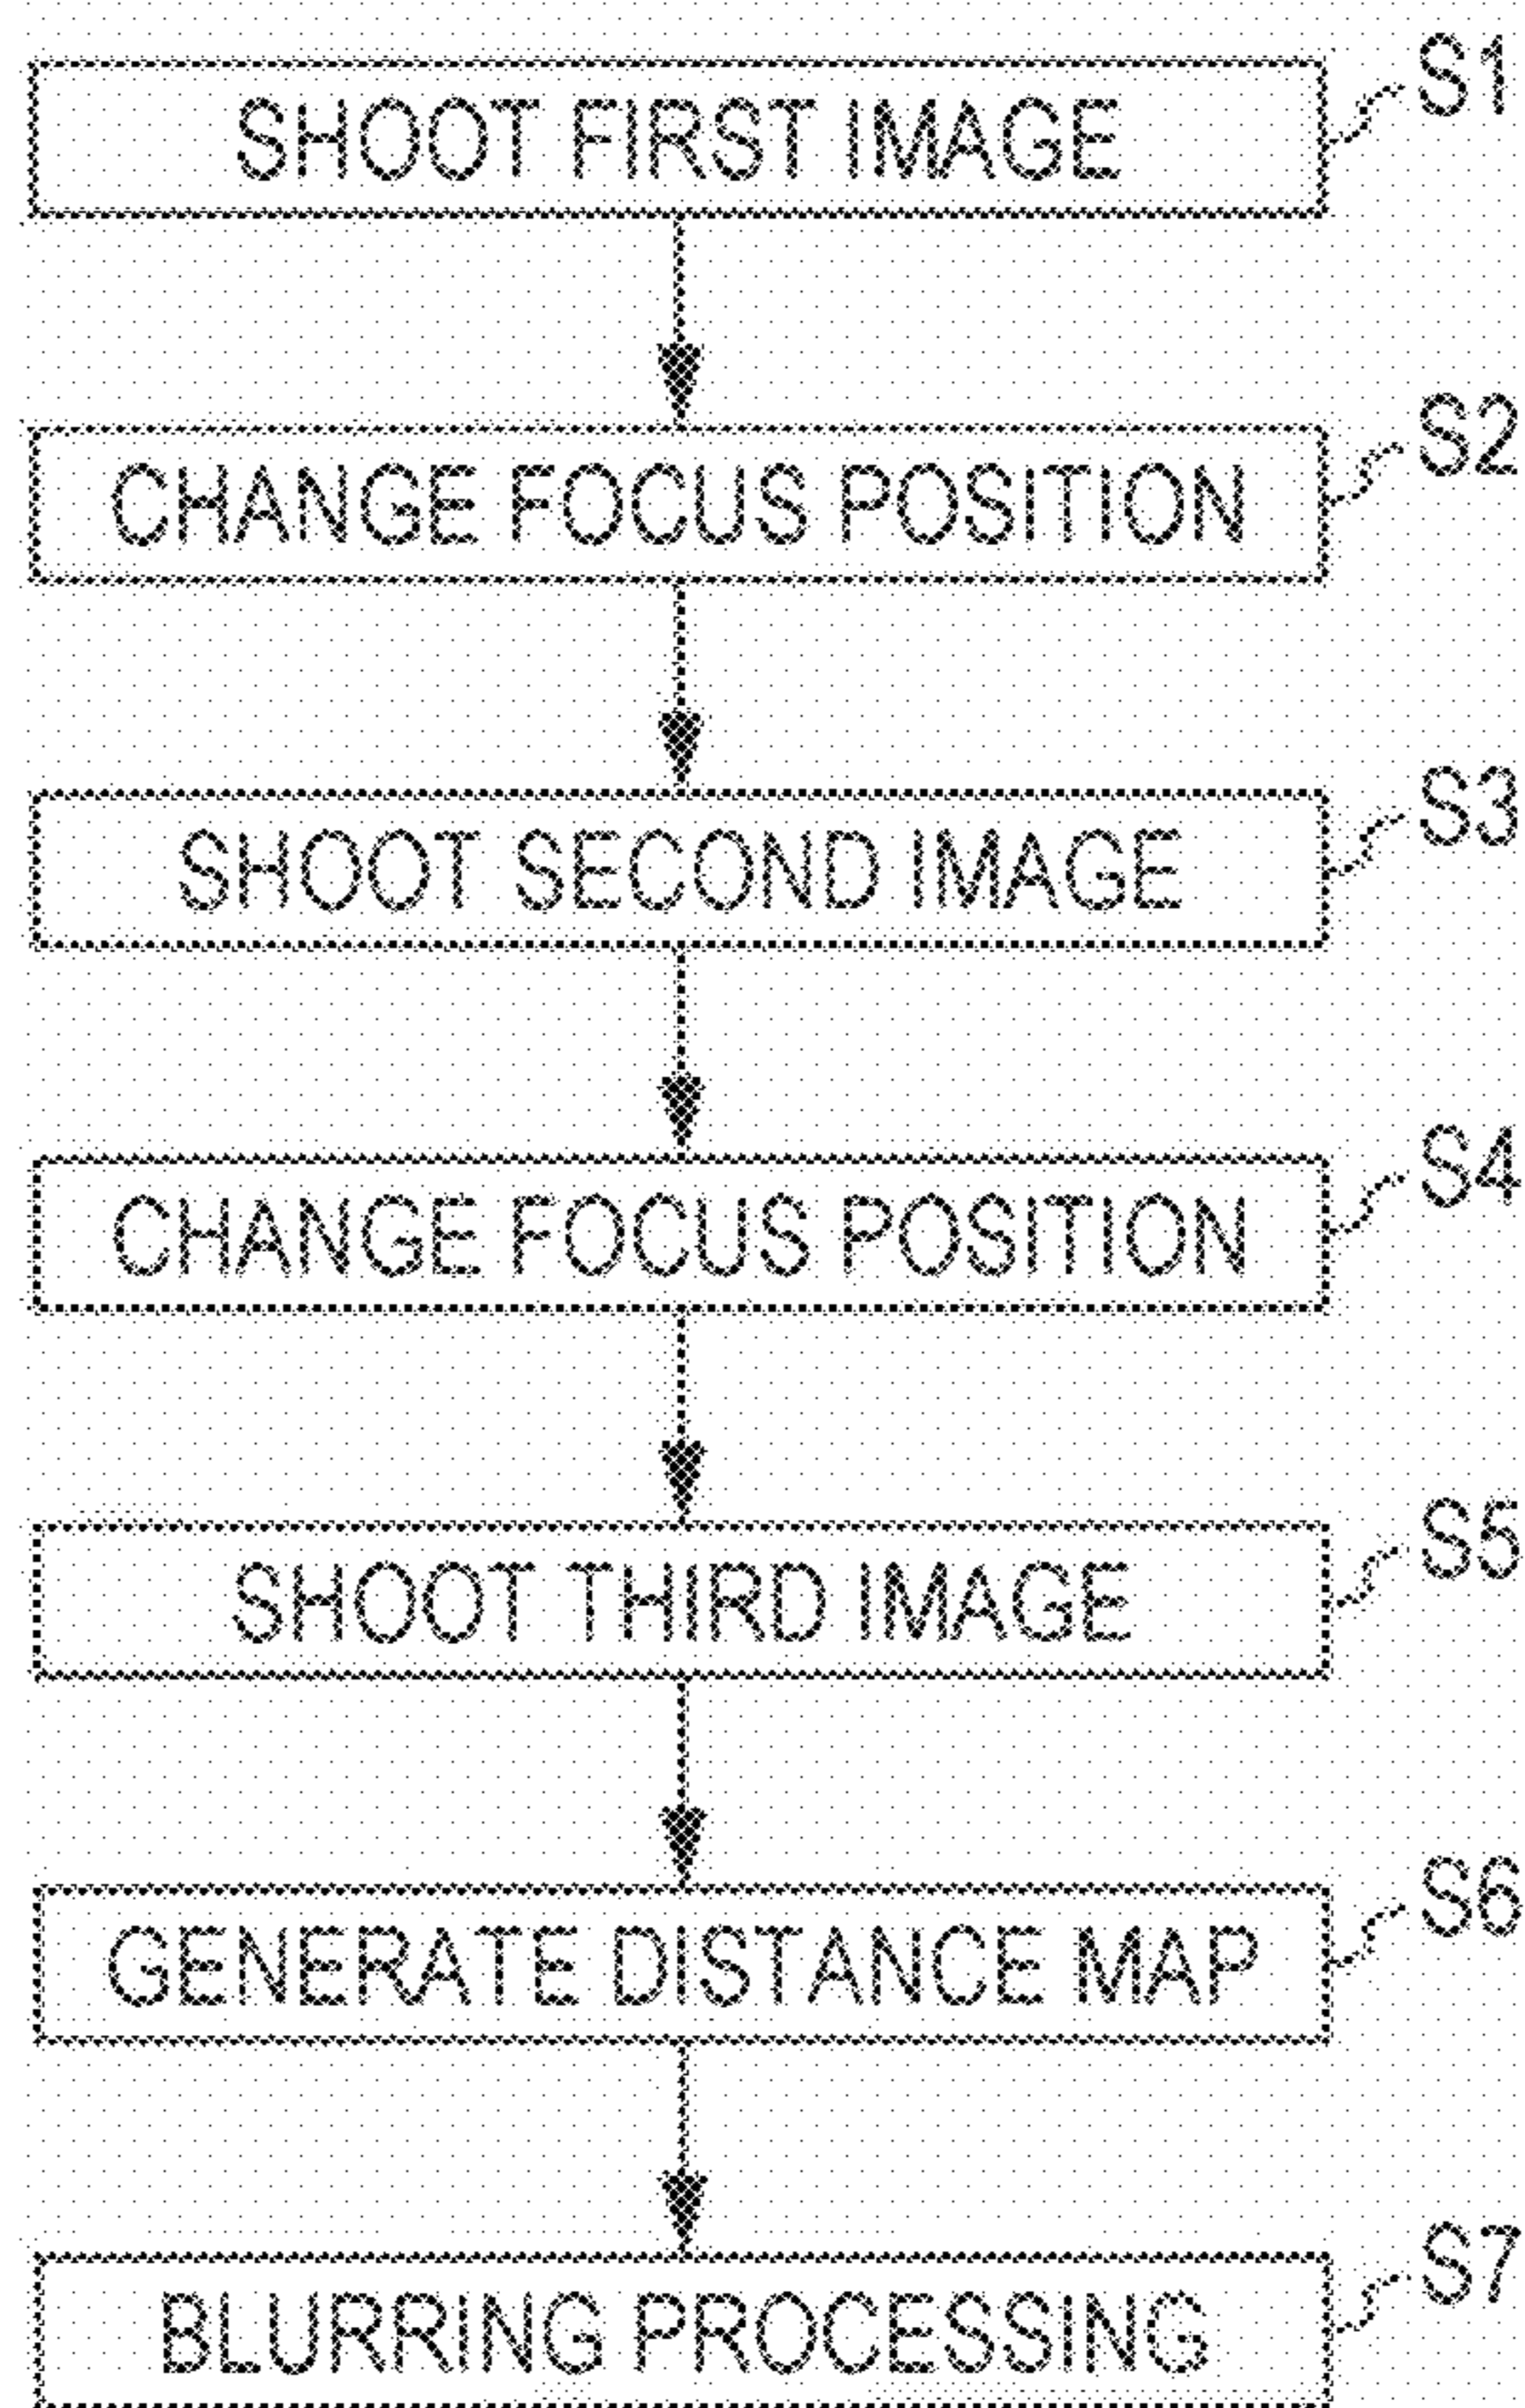 S1
SHOOT FIRST IMAGE
S2
CHANGE FOCUS POSITION
S3
SHOOT SECOND IMAGE
S4
CHANGE FOCUS POSITION
S5
SHOOT THIRD IMAGE
S6
GENERATE DISTANCE MAP
S7
BLURRING PROCESSING